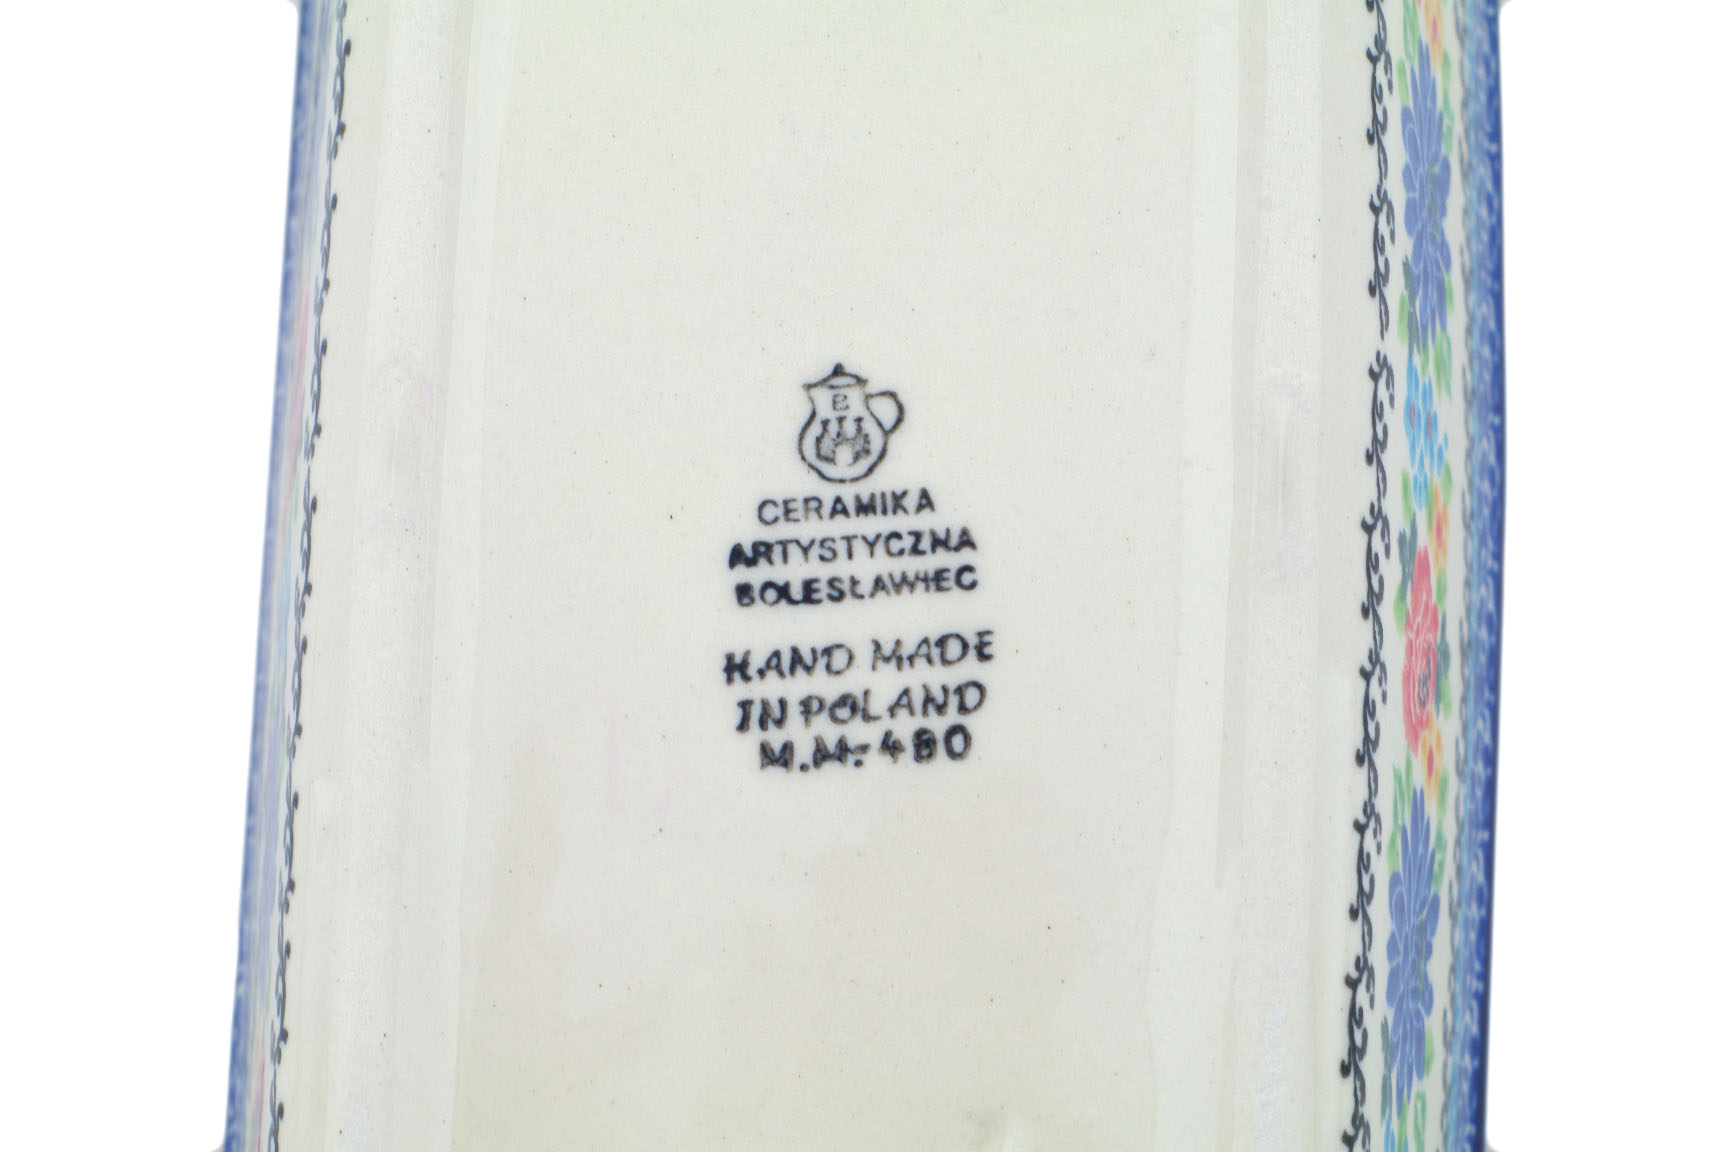 B
CERAMIKA
ARTYSTYCZNA
BOLESŁAWIEC
HAND MADE
IN POLAND
M.M.-480